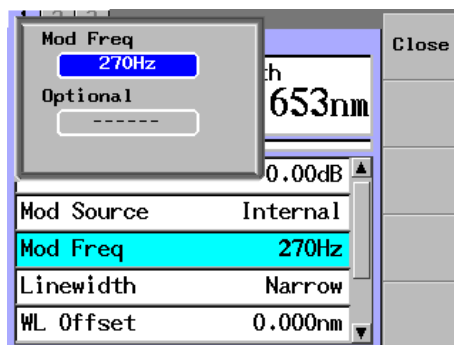 Mod Freq
270Hz
Optional
------
Close
653nm
0.00dB
Mod Source Internal
Mod Freq 270Hz
Linewidth Narrow
WL Offset 0.000nm